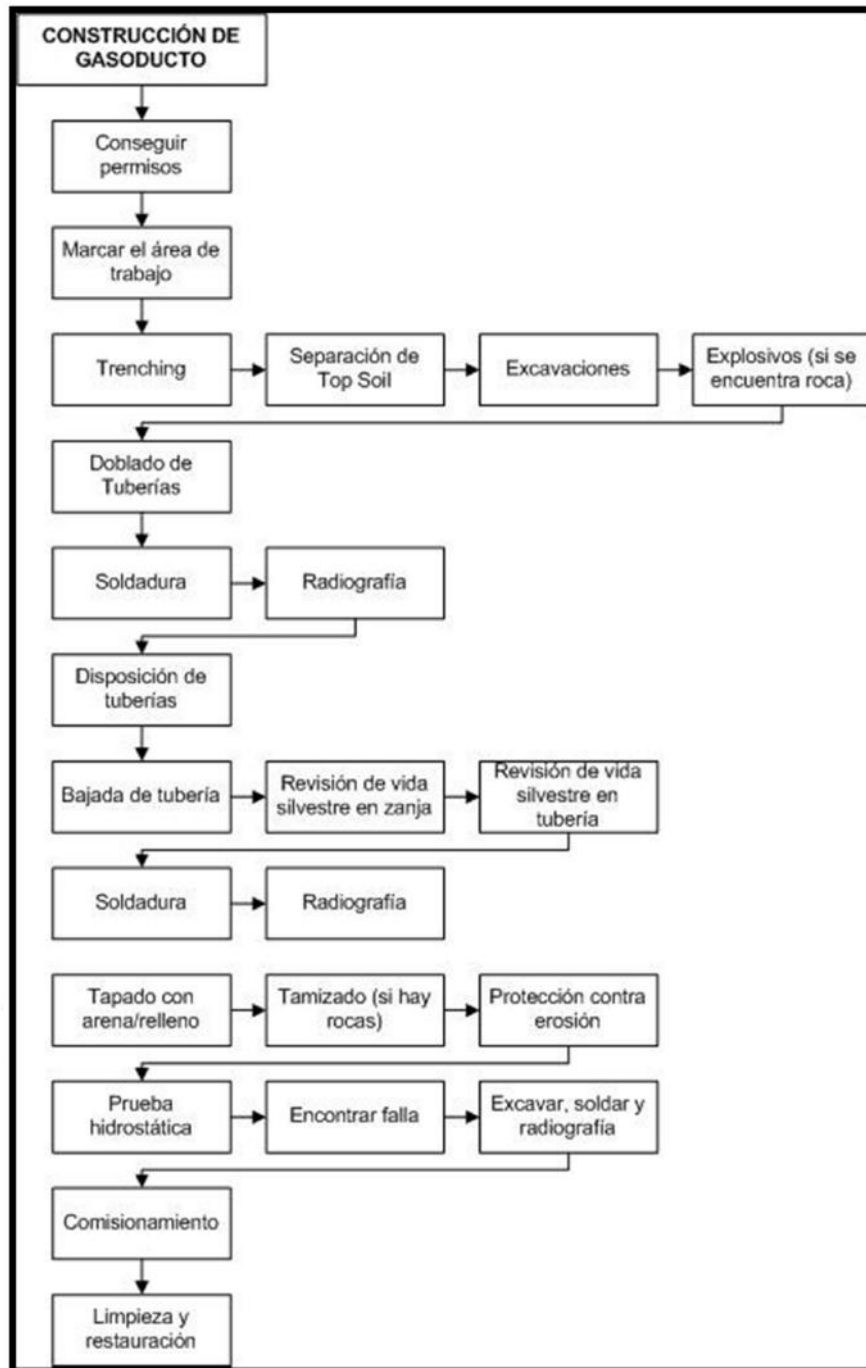 CONSTRUCCIÓN DE
GASODUCTO
Conseguir
permisos
Marcar el área de
trabajo
Trenching
Separación de
Top Soil
Excavaciones
Explosivos (si se
encuentra roca)
Doblado de
Tuberías
Soldadura
Radiografía
Disposición de
tuberías
Bajada de tubería
Revisión de vida
silvestre en zanja
Revisión de vida
silvestre en
tubería
Soldadura
Radiografía
Tapado con
arena/relleno
Tamizado (si hay
rocas)
Protección contra
erosión
Prueba
hidrostática
Encontrar falla
Excavar, soldar y
radiografía
Comisionamiento
Limpieza y
restauración